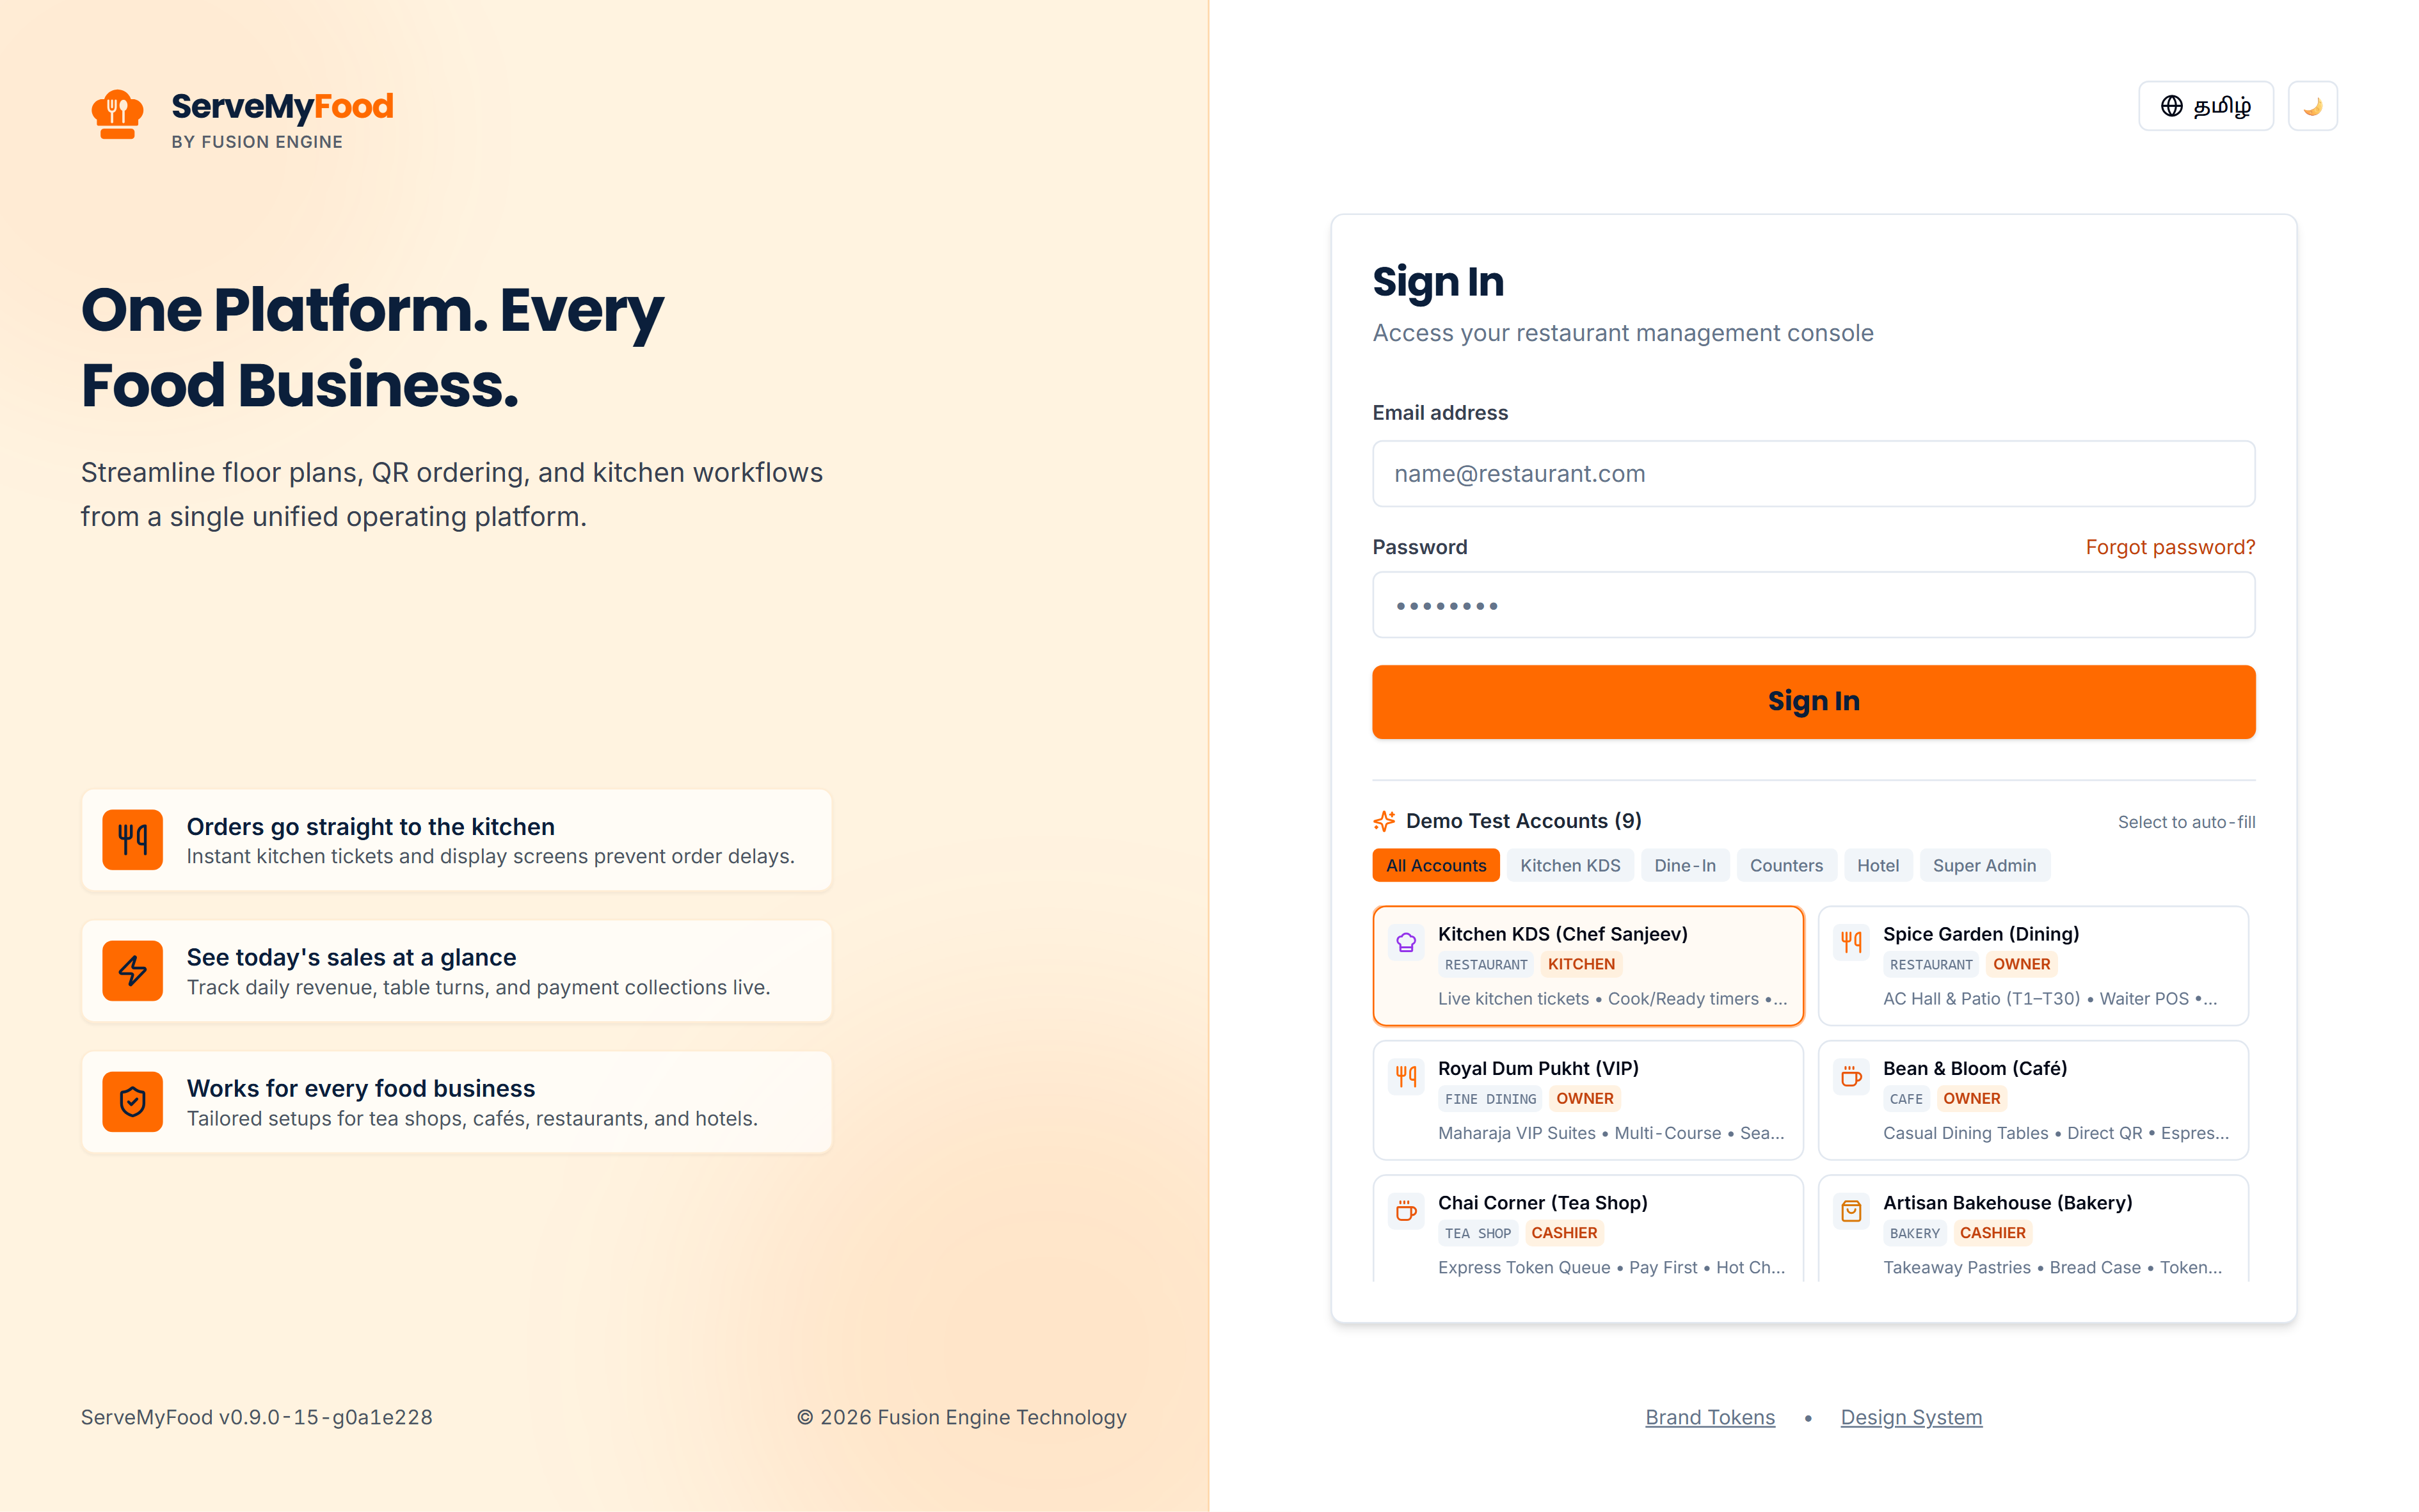 ServeMyFood
BY FUSION ENGINE
One Platform. Every
Food Business.
Streamline floor plans, QR ordering, and kitchen workflows
from a single unified operating platform.
Orders go straight to the kitchen
Instant kitchen tickets and display screens prevent order delays.
See today's sales at a glance
Track daily revenue, table turns, and payment collections live.
Works for every food business
Tailored setups for tea shops, cafés, restaurants, and hotels.
ServeMyFood v0.9.0-15-g0a1e228
© 2026 Fusion Engine Technology
தமிழ்
Sign In
Access your restaurant management console
Email address
name@restaurant.com
Password
Forgot password?
Sign In
Demo Test Accounts (9)
Select to auto-fill
All Accounts
Kitchen KDS
Dine-In
Counters
Hotel
Super Admin
Kitchen KDS (Chef Sanjeev)
RESTAURANT KITCHEN
Live kitchen tickets • Cook/Ready timers •...
Spice Garden (Dining)
RESTAURANT OWNER
AC Hall & Patio (T1–T30) • Waiter POS •...
Royal Dum Pukht (VIP)
FINE DINING OWNER
Maharaja VIP Suites • Multi-Course • Sea...
Bean & Bloom (Café)
CAFE OWNER
Casual Dining Tables • Direct QR • Espres...
Chai Corner (Tea Shop)
TEA SHOP CASHIER
Express Token Queue • Pay First • Hot Ch...
Artisan Bakehouse (Bakery)
BAKERY CASHIER
Takeaway Pastries • Bread Case • Token...
Brand Tokens • Design System